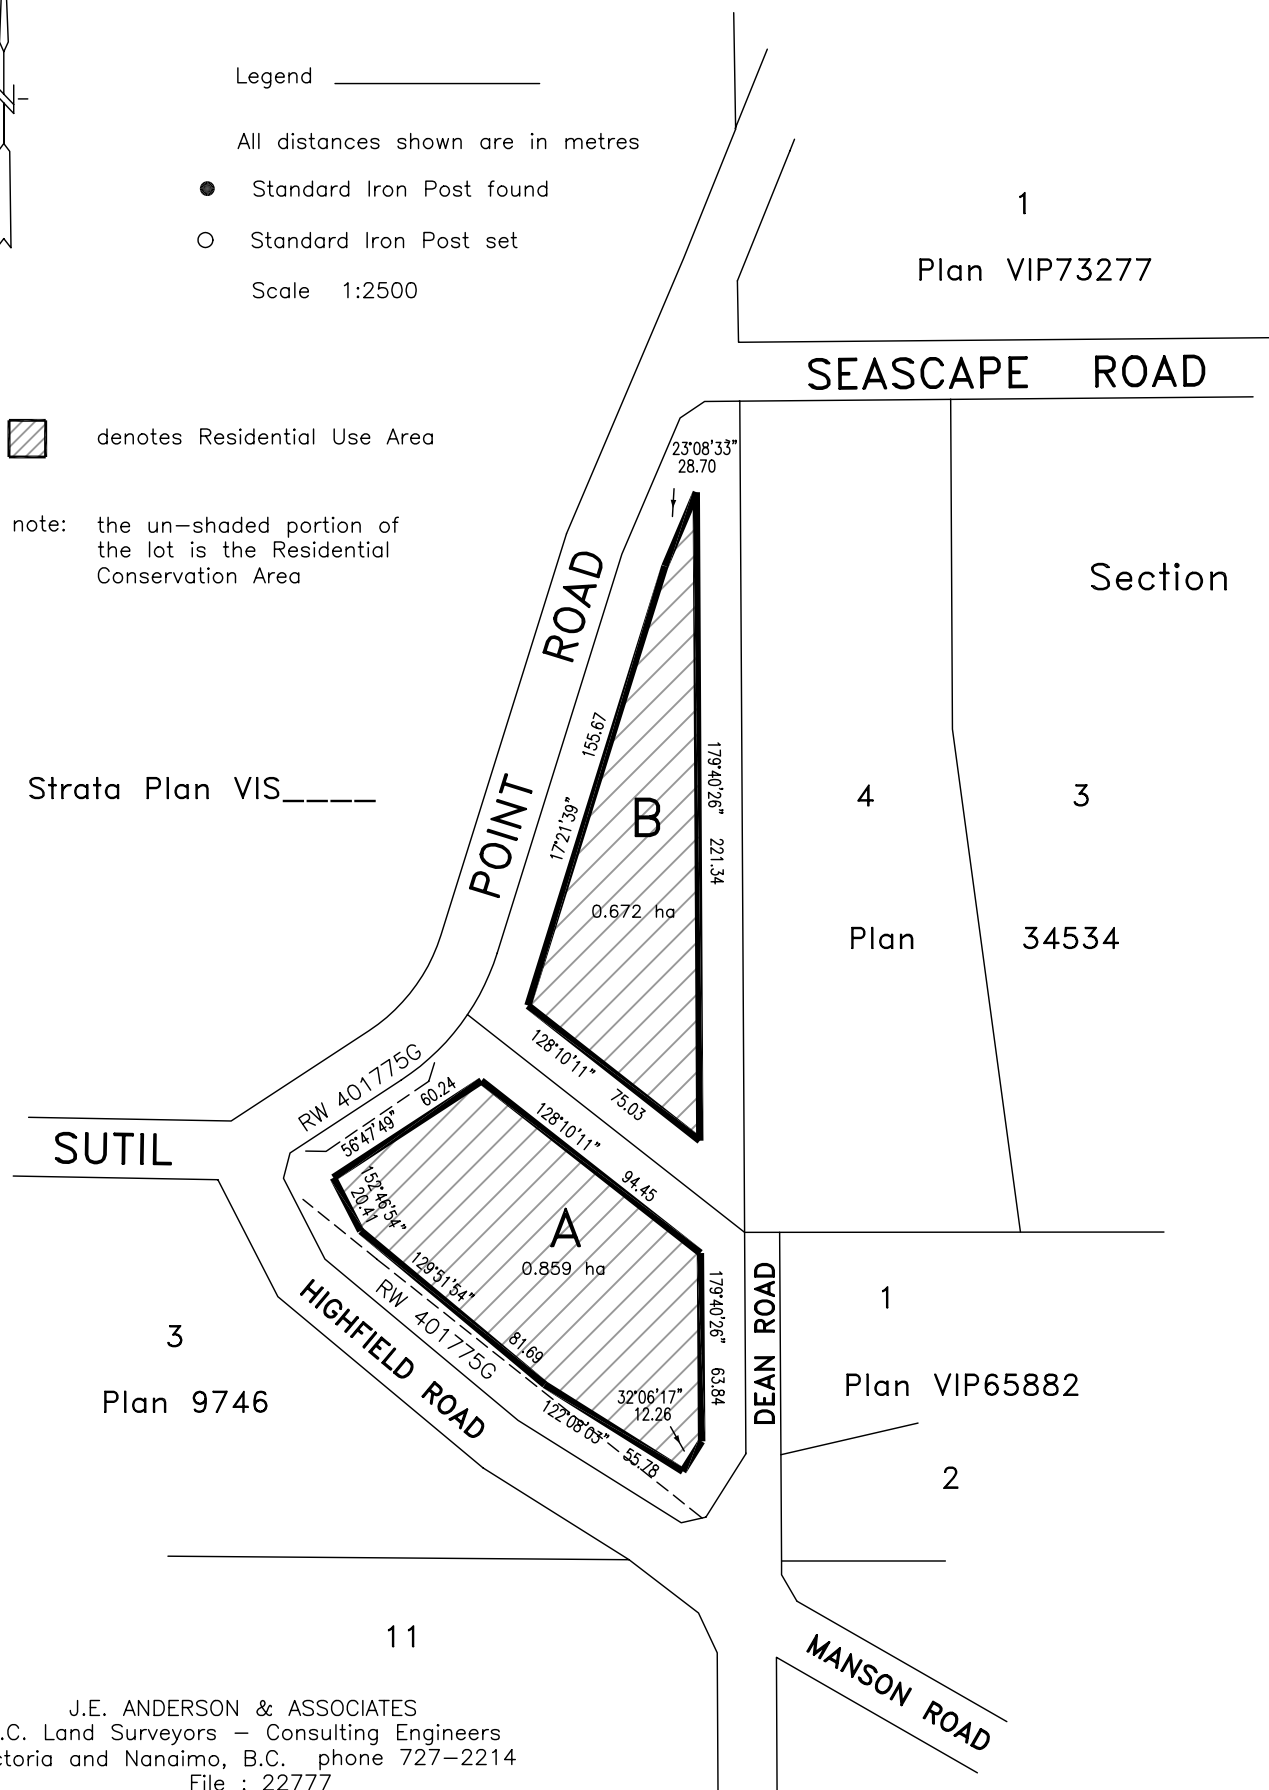 Legend
All distances shown are in metres
Standard Iron Post found
Standard Iron Post set
Scale 1:2500
1
Plan VIP73277
SEASCAPE ROAD
denotes Residential Use Area
23°08'33"
28.70
note: the un-shaded portion of
the lot is the Residential
Conservation Area
Section
POINT ROAD
155.67
17°21'39"
179°40'26" 221.34
Strata Plan VIS____
B
0.672 ha
4
3
Plan 34534
128°10'11" 75.03
RW 401775G
56°47'49" 60.24
SUTIL
128°10'11" 94.45
152°46'54"
20.41
A
0.859 ha
129°51'54" 81.69
RW 401775G
HIGHFIELD ROAD
179°40'26" 63.84
DEAN ROAD
1
Plan VIP65882
3
Plan 9746
32°06'17"
12.26
122°08'03" 55.78
2
11
MANSON ROAD
J.E. ANDERSON & ASSOCIATES
.C. Land Surveyors - Consulting Engineers
ctoria and Nanaimo, B.C. phone 727-2214
File : 22777